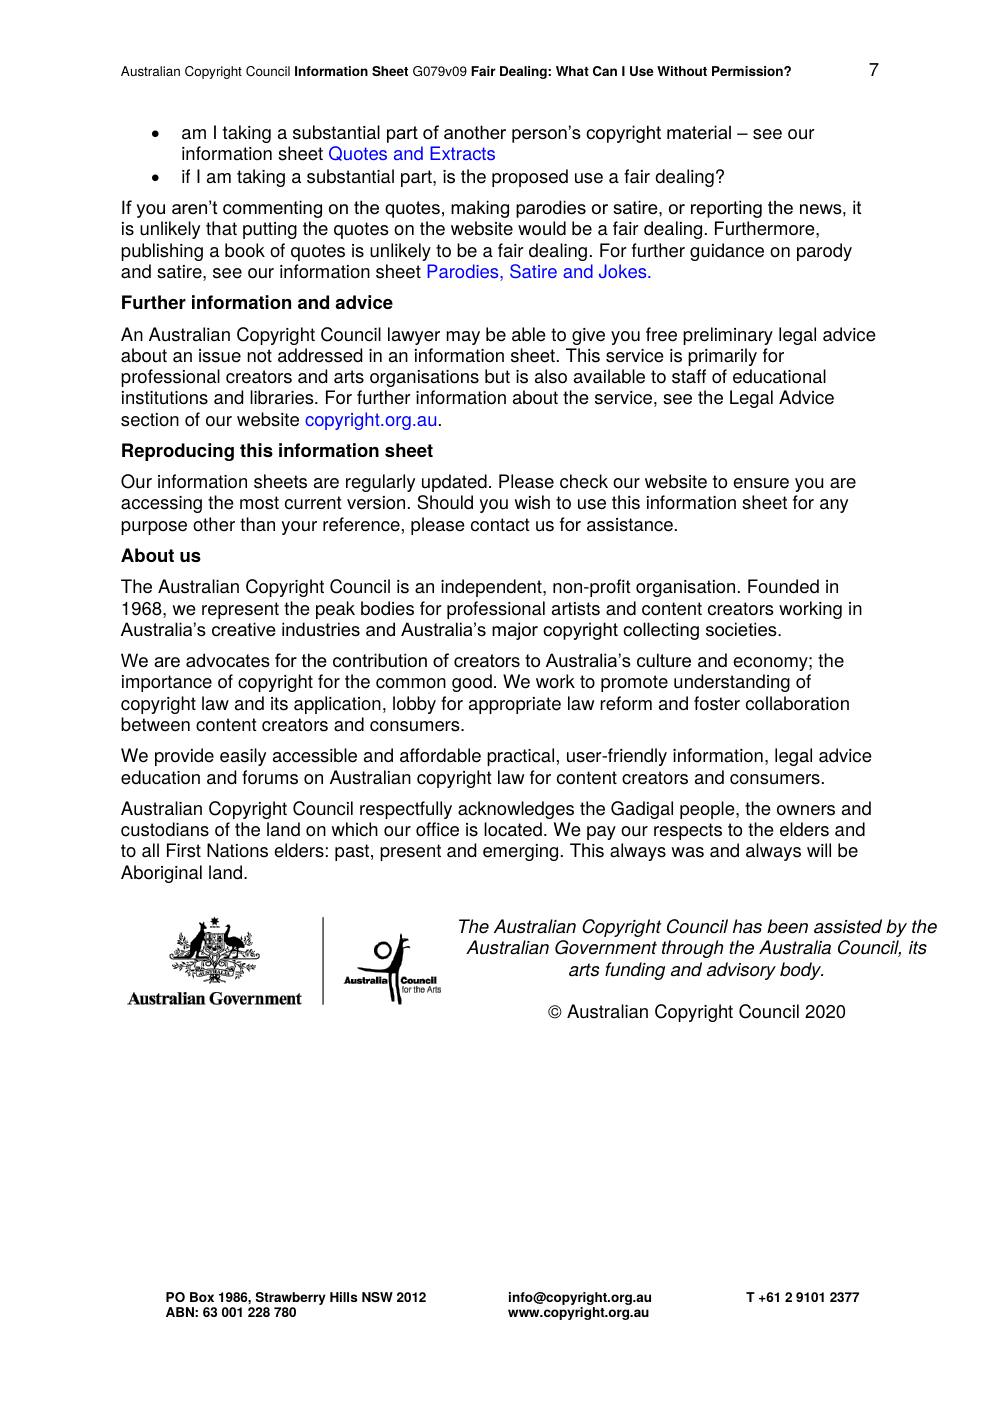 Australian Copyright Council Information Sheet G079v09 Fair Dealing: What Can I Use Without Permission? 7
• am I taking a substantial part of another person’s copyright material – see our
information sheet Quotes and Extracts
• if I am taking a substantial part, is the proposed use a fair dealing?
If you aren’t commenting on the quotes, making parodies or satire, or reporting the news, it
is unlikely that putting the quotes on the website would be a fair dealing. Furthermore,
publishing a book of quotes is unlikely to be a fair dealing. For further guidance on parody
and satire, see our information sheet Parodies, Satire and Jokes.
Further information and advice
An Australian Copyright Council lawyer may be able to give you free preliminary legal advice
about an issue not addressed in an information sheet. This service is primarily for
professional creators and arts organisations but is also available to staff of educational
institutions and libraries. For further information about the service, see the Legal Advice
section of our website copyright.org.au.
Reproducing this information sheet
Our information sheets are regularly updated. Please check our website to ensure you are
accessing the most current version. Should you wish to use this information sheet for any
purpose other than your reference, please contact us for assistance.
About us
The Australian Copyright Council is an independent, non-profit organisation. Founded in
1968, we represent the peak bodies for professional artists and content creators working in
Australia’s creative industries and Australia’s major copyright collecting societies.
We are advocates for the contribution of creators to Australia’s culture and economy; the
importance of copyright for the common good. We work to promote understanding of
copyright law and its application, lobby for appropriate law reform and foster collaboration
between content creators and consumers.
We provide easily accessible and affordable practical, user-friendly information, legal advice
education and forums on Australian copyright law for content creators and consumers.
Australian Copyright Council respectfully acknowledges the Gadigal people, the owners and
custodians of the land on which our office is located. We pay our respects to the elders and
to all First Nations elders: past, present and emerging. This always was and always will be
Aboriginal land.
Australian Government
Australia Council
for the Arts
The Australian Copyright Council has been assisted by the
Australian Government through the Australia Council, its
arts funding and advisory body.
© Australian Copyright Council 2020
PO Box 1986, Strawberry Hills NSW 2012 info@copyright.org.au T +61 2 9101 2377
ABN: 63 001 228 780 www.copyright.org.au